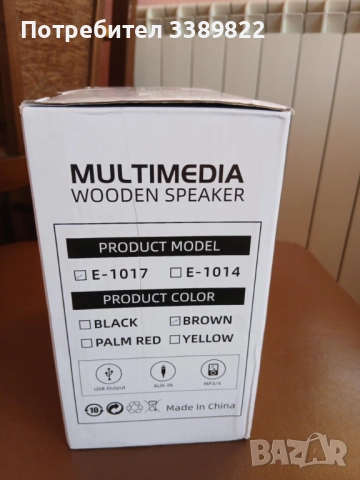 Потребител 3389822
MULTIMEDIA
WOODEN SPEAKER
PRODUCT MODEL
E-1017 E-1014
PRODUCT COLOR
BLACK BROWN
PALM RED YELLOW
USB Output AUX-IN MP3/4
10 Made In China
BAZAR